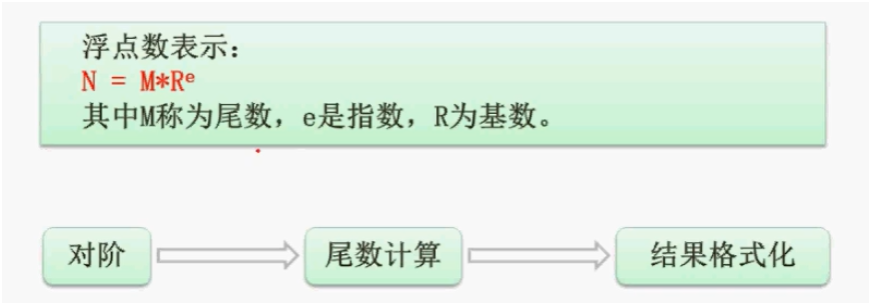 浮点数表示：
N = M*Rᵉ
其中M称为尾数，e是指数，R为基数。
对阶
尾数计算
结果格式化